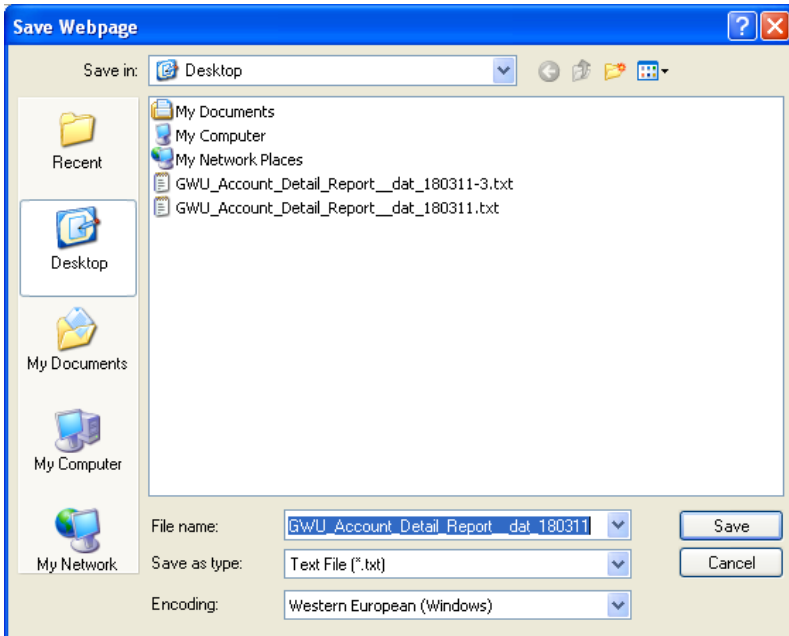 Save Webpage
Save in: Desktop
My Documents
My Computer
My Network Places
GWU_Account_Detail_Report__dat_180311-3.txt
GWU_Account_Detail_Report__dat_180311.txt
Recent
Desktop
My Documents
My Computer
My Network
File name: GWU_Account_Detail_Report__dat_180311 Save
Save as type: Text File (*.txt) Cancel
Encoding: Western European (Windows)